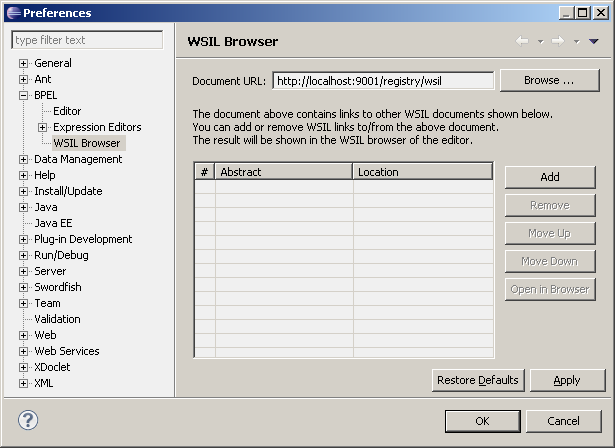 Preferences
type filter text
General
Ant
BPEL
Editor
Expression Editors
WSIL Browser
Data Management
Help
Install/Update
Java
Java EE
Plug-in Development
Run/Debug
Server
Swordfish
Team
Validation
Web
Web Services
XDoclet
XML
WSIL Browser
Document URL: http://localhost:9001/registry/wsil Browse ...
The document above contains links to other WSIL documents shown below.
You can add or remove WSIL links to/from the above document.
The result will be shown in the WSIL browser of the editor.
# Abstract Location
Add
Remove
Move Up
Move Down
Open in Browser
Restore Defaults Apply
? OK Cancel